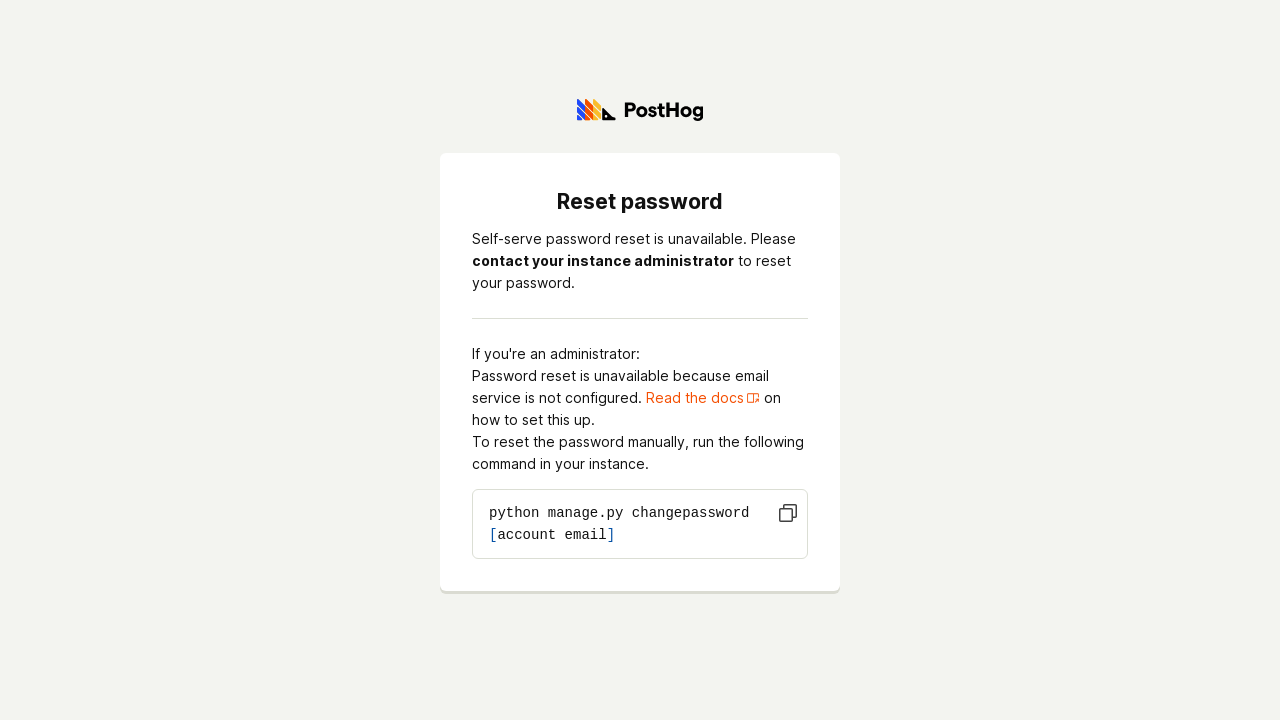 PostHog
Reset password
Self-serve password reset is unavailable. Please
contact your instance administrator to reset
your password.
If you're an administrator:
Password reset is unavailable because email
service is not configured. Read the docs on
how to set this up.
To reset the password manually, run the following
command in your instance.
python manage.py changepassword
[account email]